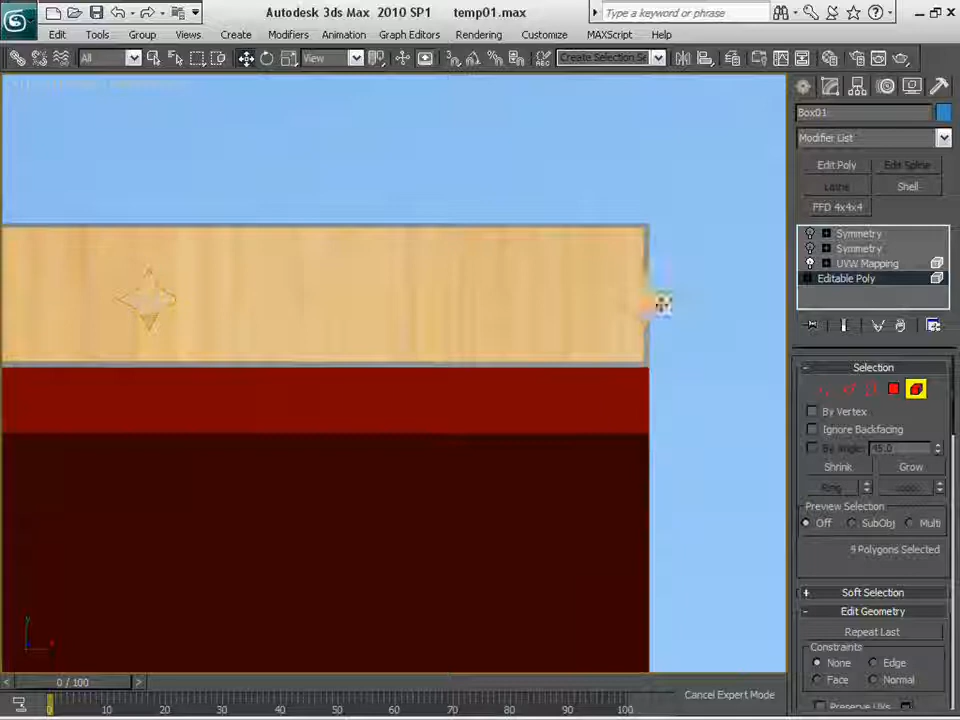 Autodesk 3ds Max 2010 SP1 temp01.max
Type a keyword or phrase
Edit Tools Group Views Create Modifiers Animation Graph Editors Rendering Customize MAXScript Help
All View Create Selection Se
Box01
Modifier List
Edit Poly Edit Spline
Lathe Shell
FFD 4x4x4
Symmetry
Symmetry
UVW Mapping
Editable Poly
Selection
By Vertex
Ignore Backfacing
By Angle: 45.0
Shrink Grow
Ring
Preview Selection
Off SubObj Multi
9 Polygons Selected
Soft Selection
Edit Geometry
Repeat Last
Constraints
None Edge
Face Normal
Preserve UVs
y
x
0 / 100
0 10 20 30 40 50 60 70 80 90 100
Cancel Expert Mode